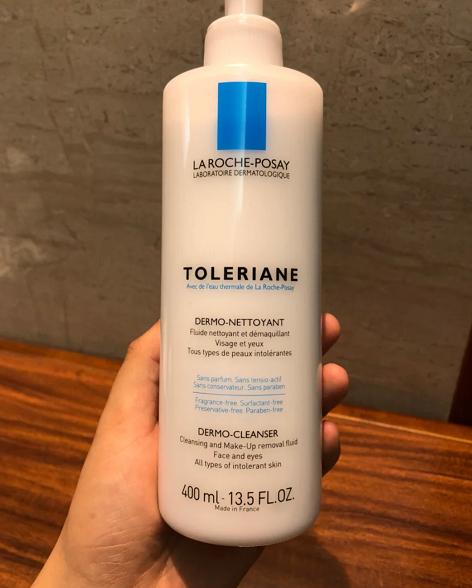 LA ROCHE-POSAY
LABORATOIRE DERMATOLOGIQUE
TOLERIANE
Avec de l'eau thermale de La Roche-Posay
DERMO-NETTOYANT
Fluide nettoyant et démaquillant
Visage et yeux
Tous types de peaux intolérantes
Sans parfum. Sans tensio-actif
Sans conservateur. Sans paraben
Fragrance-free. Surfactant-free
Preservative-free. Paraben-free
DERMO-CLEANSER
Cleansing and Make-Up removal fluid
Face and eyes
All types of intolerant skin
400 ml - 13.5 FL.OZ.
Made in France